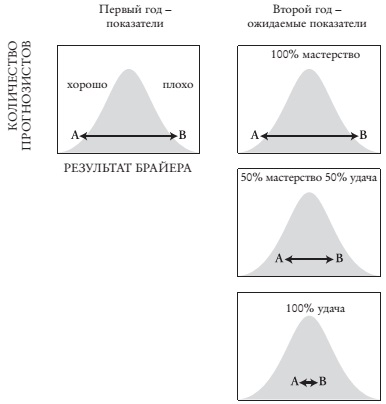 Первый год –
показатели
Второй год –
ожидаемые показатели
КОЛИЧЕСТВО
ПРОГНОЗИСТОВ
хорошо
плохо
А
В
РЕЗУЛЬТАТ БРАЙЕРА
100% мастерство
А
В
50% мастерство 50% удача
А
В
100% удача
А
В